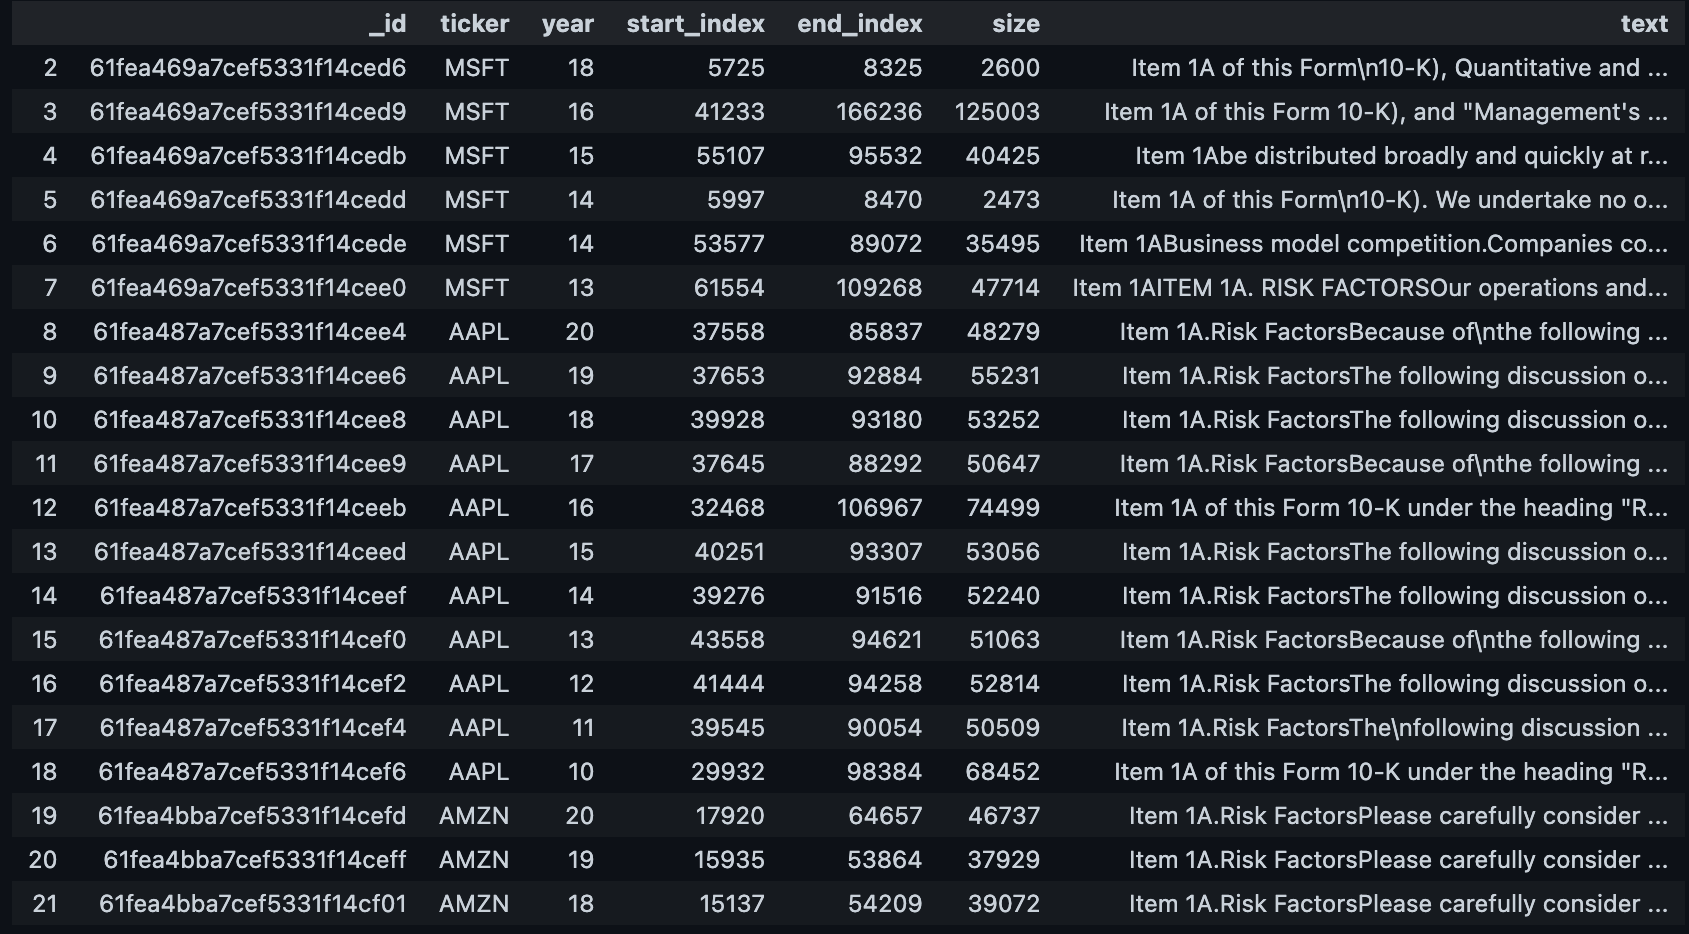 _id ticker year start_index end_index size text
2 61fea469a7cef5331f14ced6 MSFT 18 5725 8325 2600 Item 1A of this Form\n10-K), Quantitative and ...
3 61fea469a7cef5331f14ced9 MSFT 16 41233 166236 125003 Item 1A of this Form 10-K), and "Management's ...
4 61fea469a7cef5331f14cedb MSFT 15 55107 95532 40425 Item 1Abe distributed broadly and quickly at r...
5 61fea469a7cef5331f14cedd MSFT 14 5997 8470 2473 Item 1A of this Form\n10-K). We undertake no o...
6 61fea469a7cef5331f14cede MSFT 14 53577 89072 35495 Item 1ABusiness model competition.Companies co...
7 61fea469a7cef5331f14cee0 MSFT 13 61554 109268 47714 Item 1AITEM 1A. RISK FACTORSOur operations and...
8 61fea487a7cef5331f14cee4 AAPL 20 37558 85837 48279 Item 1A.Risk FactorsBecause of\nthe following ...
9 61fea487a7cef5331f14cee6 AAPL 19 37653 92884 55231 Item 1A.Risk FactorsThe following discussion o...
10 61fea487a7cef5331f14cee8 AAPL 18 39928 93180 53252 Item 1A.Risk FactorsThe following discussion o...
11 61fea487a7cef5331f14cee9 AAPL 17 37645 88292 50647 Item 1A.Risk FactorsBecause of\nthe following ...
12 61fea487a7cef5331f14ceeb AAPL 16 32468 106967 74499 Item 1A of this Form 10-K under the heading "R...
13 61fea487a7cef5331f14ceed AAPL 15 40251 93307 53056 Item 1A.Risk FactorsThe following discussion o...
14 61fea487a7cef5331f14ceef AAPL 14 39276 91516 52240 Item 1A.Risk FactorsThe following discussion o...
15 61fea487a7cef5331f14cef0 AAPL 13 43558 94621 51063 Item 1A.Risk FactorsBecause of\nthe following ...
16 61fea487a7cef5331f14cef2 AAPL 12 41444 94258 52814 Item 1A.Risk FactorsThe following discussion o...
17 61fea487a7cef5331f14cef4 AAPL 11 39545 90054 50509 Item 1A.Risk FactorsThe\nfollowing discussion ...
18 61fea487a7cef5331f14cef6 AAPL 10 29932 98384 68452 Item 1A of this Form 10-K under the heading "R...
19 61fea4bba7cef5331f14cefd AMZN 20 17920 64657 46737 Item 1A.Risk FactorsPlease carefully consider ...
20 61fea4bba7cef5331f14ceff AMZN 19 15935 53864 37929 Item 1A.Risk FactorsPlease carefully consider ...
21 61fea4bba7cef5331f14cf01 AMZN 18 15137 54209 39072 Item 1A.Risk FactorsPlease carefully consider ...